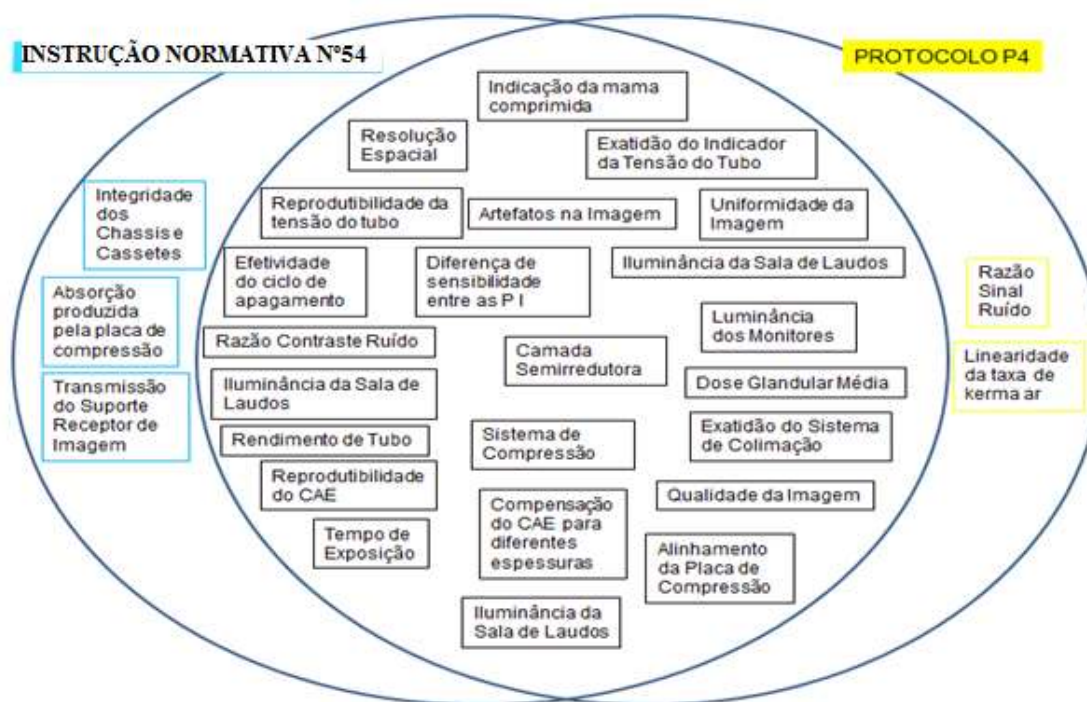 INSTRUÇÃO NORMATIVA Nº54
PROTOCOLO P4
Indicação da mama
comprimida
Resolução
Espacial
Exatidão do Indicador
da Tensão do Tubo
Integridade
dos
Chassis e
Cassetes
Reprodutibilidade da
tensão do tubo
Artefatos na Imagem
Uniformidade da
Imagem
Efetividade
do ciclo de
apagamento
Diferença de
sensibilidade
entre as P I
Iluminância da Sala de Laudos
Razão
Sinal
Ruído
Absorção
produzida
pela placa de
compressão
Razão Contraste Ruído
Camada
Semirredutora
Luminância
dos Monitores
Linearidade
da taxa de
kerma ar
Transmissão
do Suporte
Receptor de
Imagem
Iluminância da Sala de
Laudos
Dose Glandular Média
Rendimento de Tubo
Sistema de
Compressão
Exatidão do Sistema
de Colimação
Reprodutibilidade
do CAE
Qualidade da Imagem
Tempo de
Exposição
Compensação
do CAE para
diferentes
espessuras
Alinhamento
da Placa de
Compressão
Iluminância da
Sala de Laudos